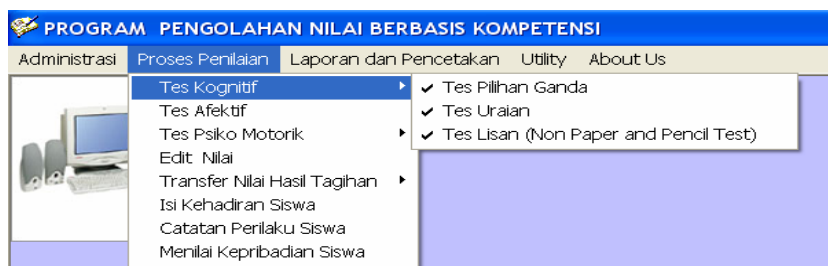 PROGRAM PENGOLAHAN NILAI BERBASIS KOMPETENSI
Administrasi Proses Penilaian Laporan dan Pencetakan Utility About Us
Tes Kognitif
Tes Afektif
Tes Psiko Motorik
Edit Nilai
Transfer Nilai Hasil Tagihan
Isi Kehadiran Siswa
Catatan Perilaku Siswa
Menilai Kepribadian Siswa
Tes Pilihan Ganda
Tes Uraian
Tes Lisan (Non Paper and Pencil Test)